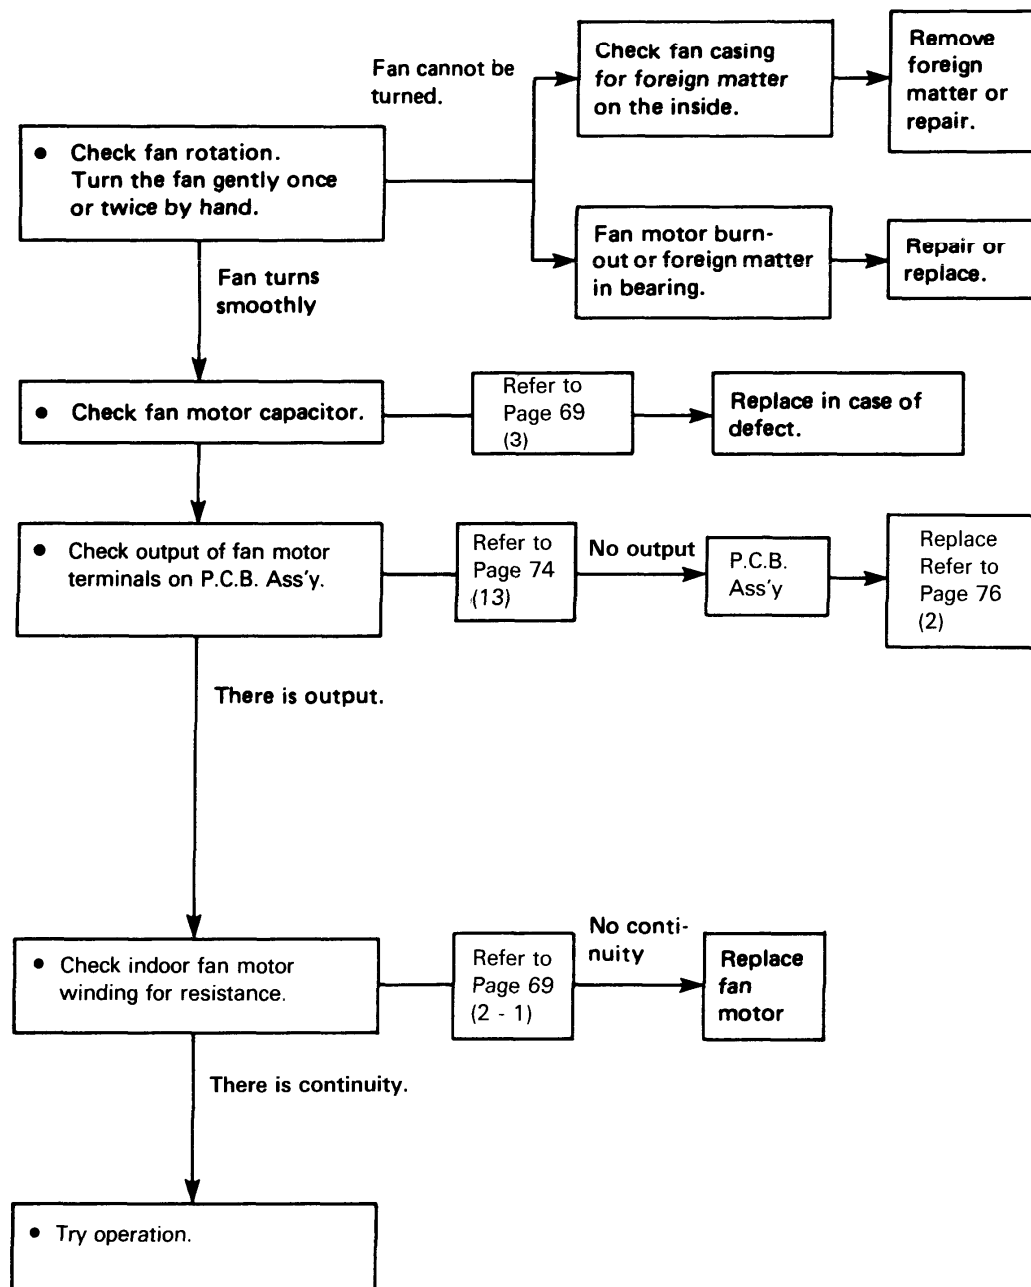 Fan cannot be
turned.
Check fan casing
for foreign matter
on the inside.
Remove
foreign
matter or
repair.
● Check fan rotation.
Turn the fan gently once
or twice by hand.
Fan motor burn-
out or foreign matter
in bearing.
Repair or
replace.
Fan turns
smoothly
● Check fan motor capacitor.
Refer to
Page 69
(3)
Replace in case of
defect.
● Check output of fan motor
terminals on P.C.B. Ass'y.
Refer to
Page 74
(13)
No output
P.C.B.
Ass'y
Replace
Refer to
Page 76
(2)
There is output.
● Check indoor fan motor
winding for resistance.
Refer to
Page 69
(2 - 1)
No conti-
nuity
Replace
fan
motor
There is continuity.
● Try operation.